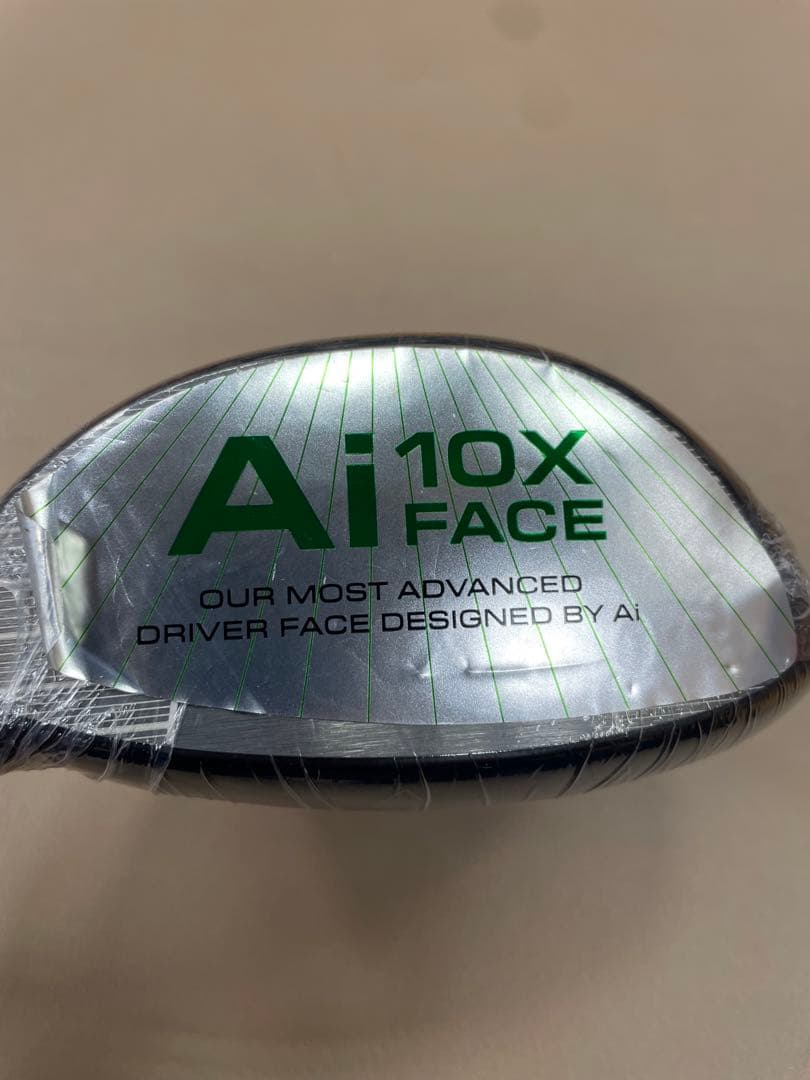 Ai 10X
FACE
OUR MOST ADVANCED
DRIVER FACE DESIGNED BY Ai